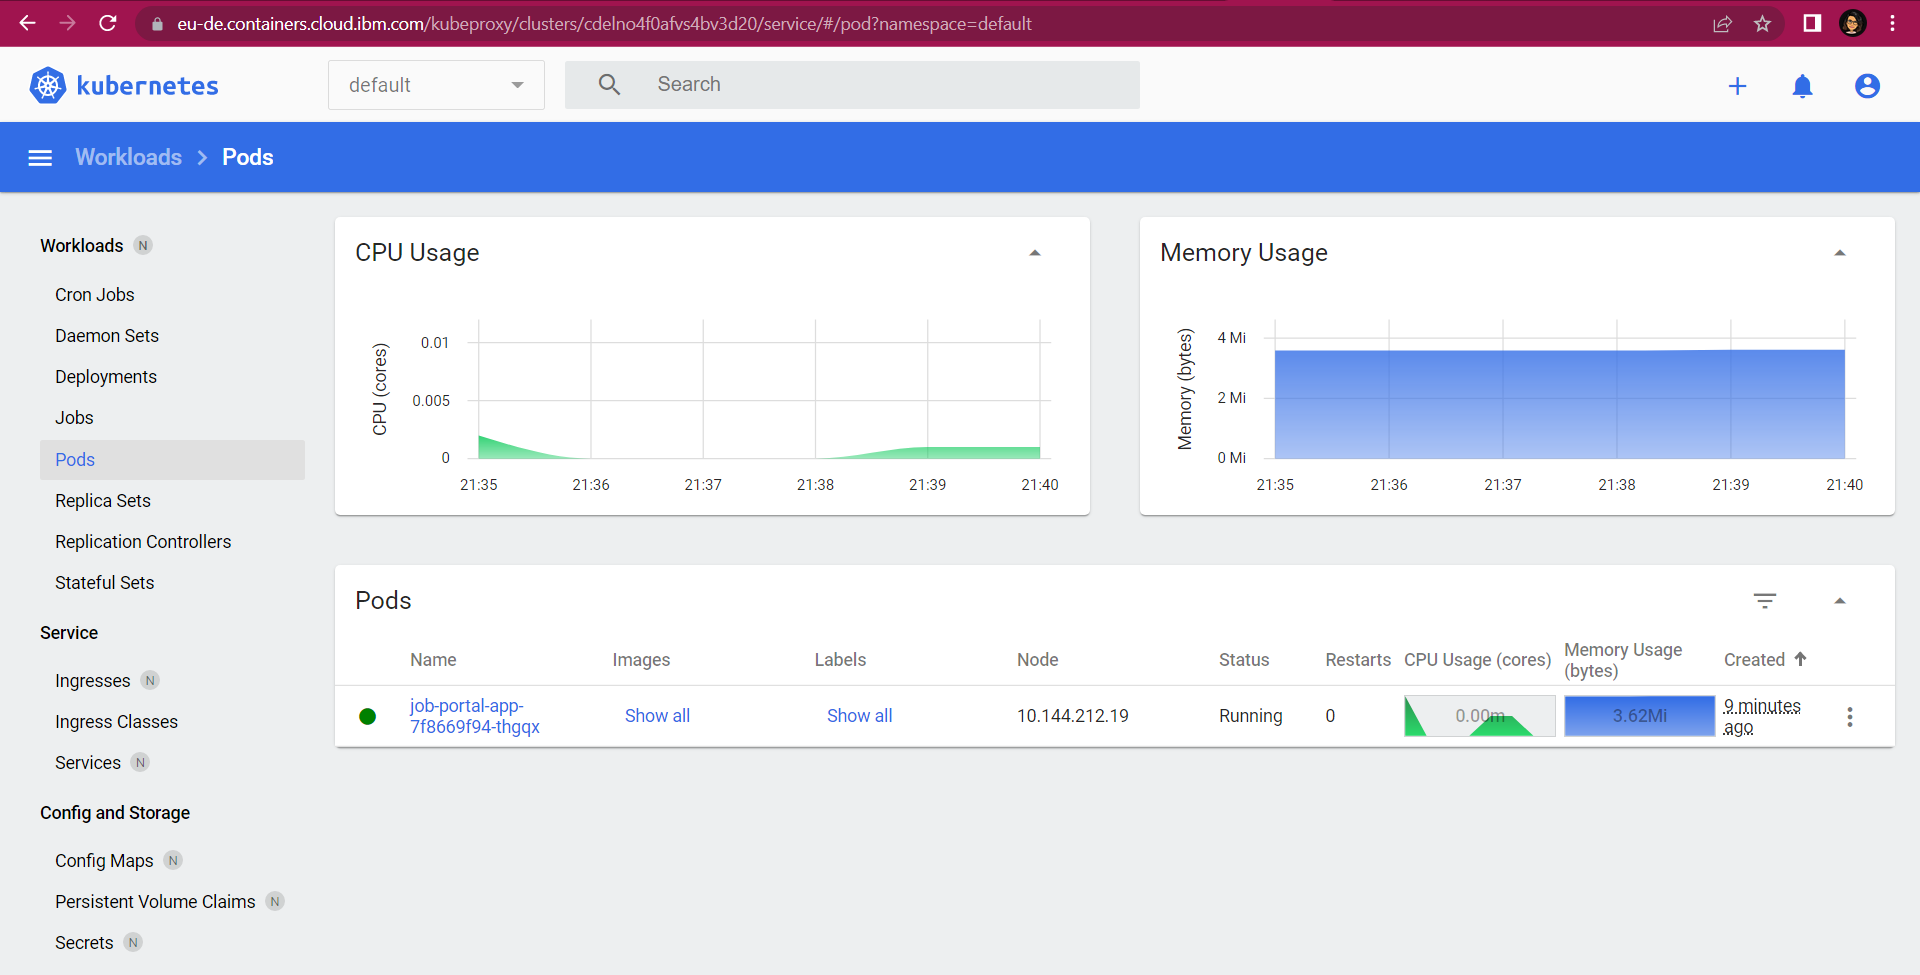 eu-de.containers.cloud.ibm.com/kubeproxy/clusters/cdelno4f0afvs4bv3d20/service/#/pod?namespace=default
kubernetes
default
Search
Workloads > Pods
Workloads N
Cron Jobs
Daemon Sets
Deployments
Jobs
Pods
Replica Sets
Replication Controllers
Stateful Sets
Service
Ingresses N
Ingress Classes
Services N
Config and Storage
Config Maps N
Persistent Volume Claims N
Secrets N
CPU Usage
CPU (cores)
0.01
0.005
0
21:35 21:36 21:37 21:38 21:39 21:40
Memory Usage
Memory (bytes)
4 Mi
2 Mi
0 Mi
21:35 21:36 21:37 21:38 21:39 21:40
Pods
Name Images Labels Node Status Restarts CPU Usage (cores) Memory Usage (bytes) Created
job-portal-app-
7f8669f94-thgqx
Show all
Show all
10.144.212.19
Running
0
0.00m
3.62Mi
9 minutes
ago